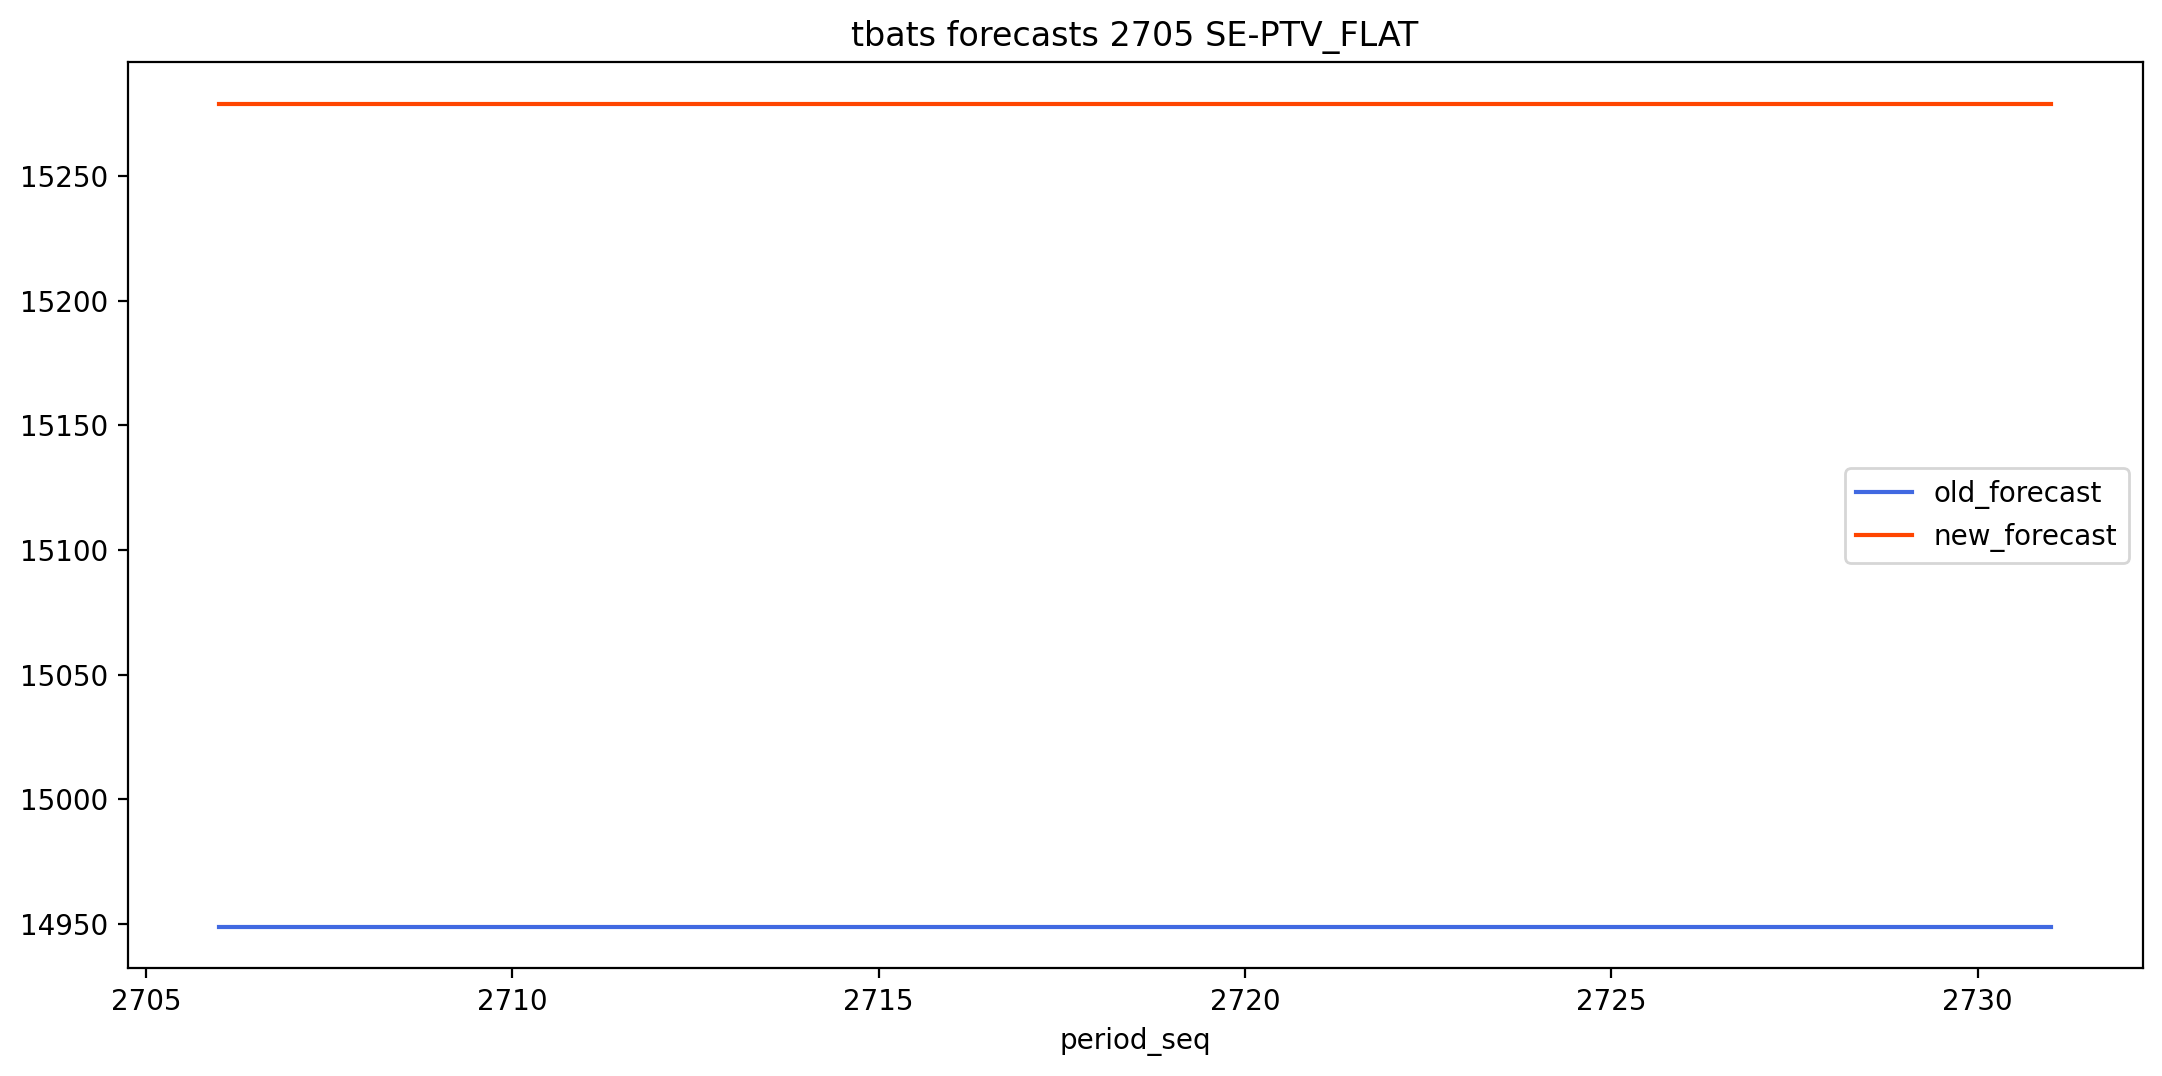 tbats forecasts 2705 SE-PTV_FLAT
15250
15200
15150
15100
15050
15000
14950
old_forecast
new_forecast
2705 2710 2715 2720 2725 2730
period_seq